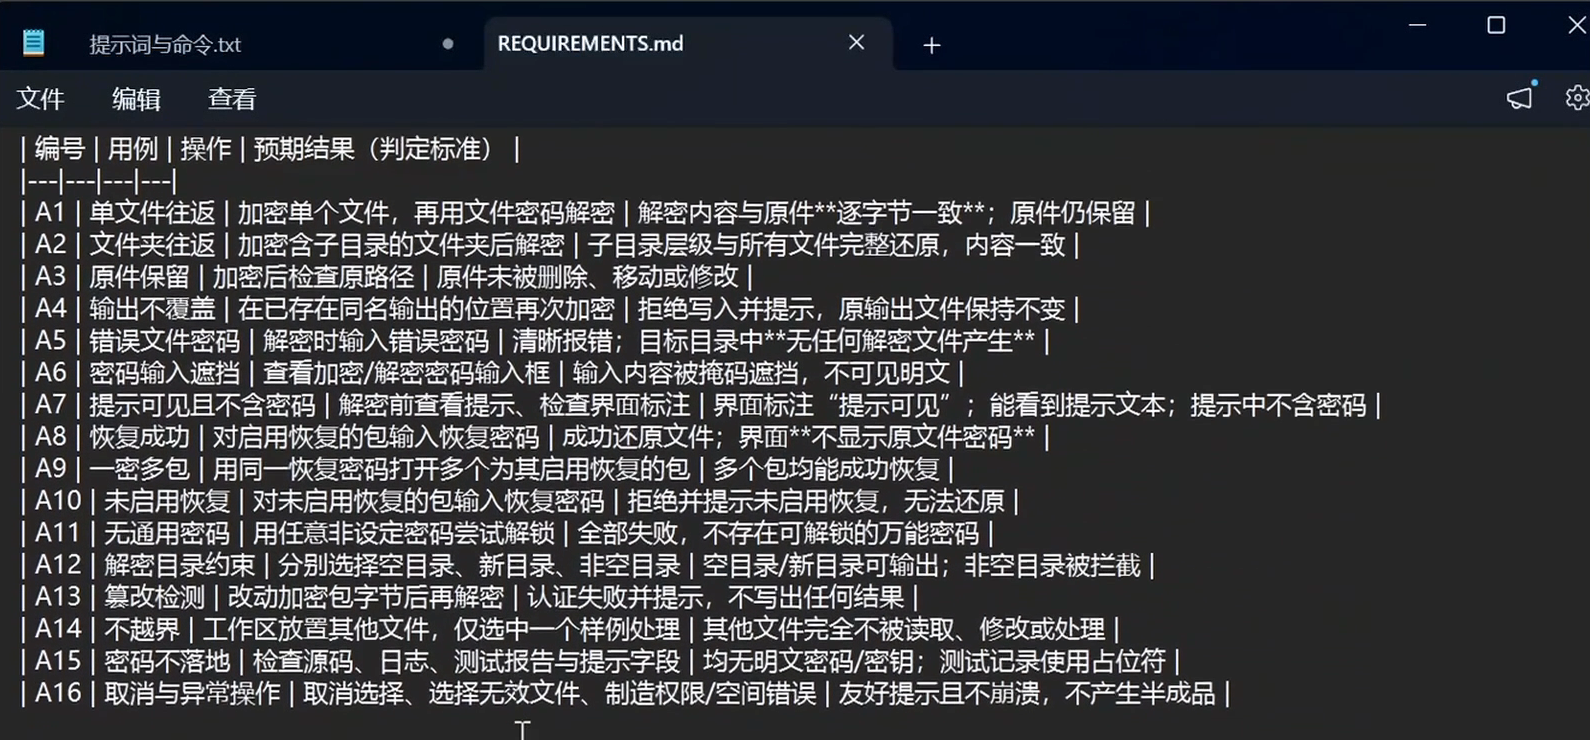 提示词与命令.txt
REQUIREMENTS.md
文件 编辑 查看
| 编号 | 用例 | 操作 | 预期结果（判定标准） |
|---|---|---|---|
| A1 | 单文件往返 | 加密单个文件，再用文件密码解密 | 解密内容与原件**逐字节一致**；原件仍保留 |
| A2 | 文件夹往返 | 加密含子目录的文件夹后解密 | 子目录层级与所有文件完整还原，内容一致 |
| A3 | 原件保留 | 加密后检查原路径 | 原件未被删除、移动或修改 |
| A4 | 输出不覆盖 | 在已存在同名输出的位置再次加密 | 拒绝写入并提示，原输出文件保持不变 |
| A5 | 错误文件密码 | 解密时输入错误密码 | 清晰报错；目标目录中**无任何解密文件产生** |
| A6 | 密码输入遮挡 | 查看加密/解密密码输入框 | 输入内容被掩码遮挡，不可见明文 |
| A7 | 提示可见且不含密码 | 解密前查看提示、检查界面标注 | 界面标注“提示可见”；能看到提示文本；提示中不含密码 |
| A8 | 恢复成功 | 对启用恢复的包输入恢复密码 | 成功还原文件；界面**不显示原文件密码** |
| A9 | 一密多包 | 用同一恢复密码打开多个为其启用恢复的包 | 多个包均能成功恢复 |
| A10 | 未启用恢复 | 对未启用恢复的包输入恢复密码 | 拒绝并提示未启用恢复，无法还原 |
| A11 | 无通用密码 | 用任意非设定密码尝试解锁 | 全部失败，不存在可解锁的万能密码 |
| A12 | 解密目录约束 | 分别选择空目录、新目录、非空目录 | 空目录/新目录可输出；非空目录被拦截 |
| A13 | 篡改检测 | 改动加密包字节后再解密 | 认证失败并提示，不写出任何结果 |
| A14 | 不越界 | 工作区放置其他文件，仅选中一个样例处理 | 其他文件完全不被读取、修改或处理 |
| A15 | 密码不落地 | 检查源码、日志、测试报告与提示字段 | 均无明文密码/密钥；测试记录使用占位符 |
| A16 | 取消与异常操作 | 取消选择、选择无效文件、制造权限/空间错误 | 友好提示且不崩溃，不产生半成品 |